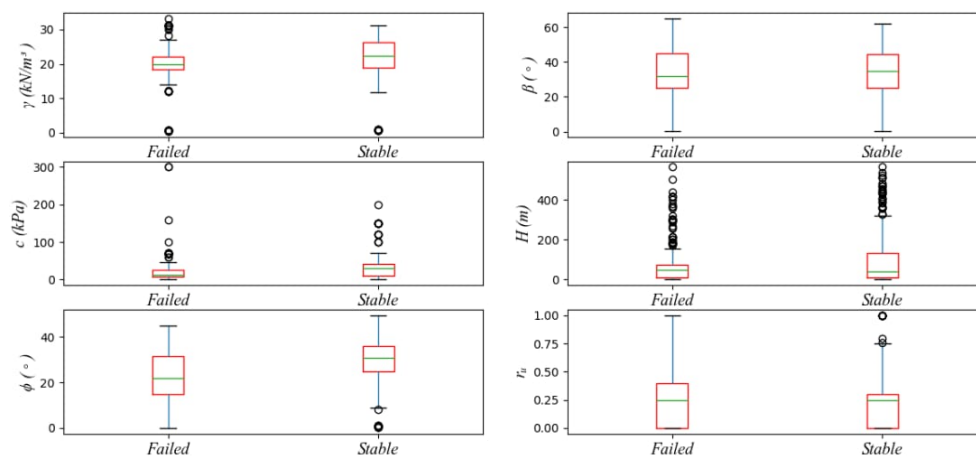 γ (kN/m³)
30
20
10
0
Failed Stable
β (°)
60
40
20
0
Failed Stable
c (kPa)
300
200
100
0
Failed Stable
H (m)
400
200
0
Failed Stable
ϕ (°)
40
20
0
Failed Stable
rᵤ
1.00
0.75
0.50
0.25
0.00
Failed Stable